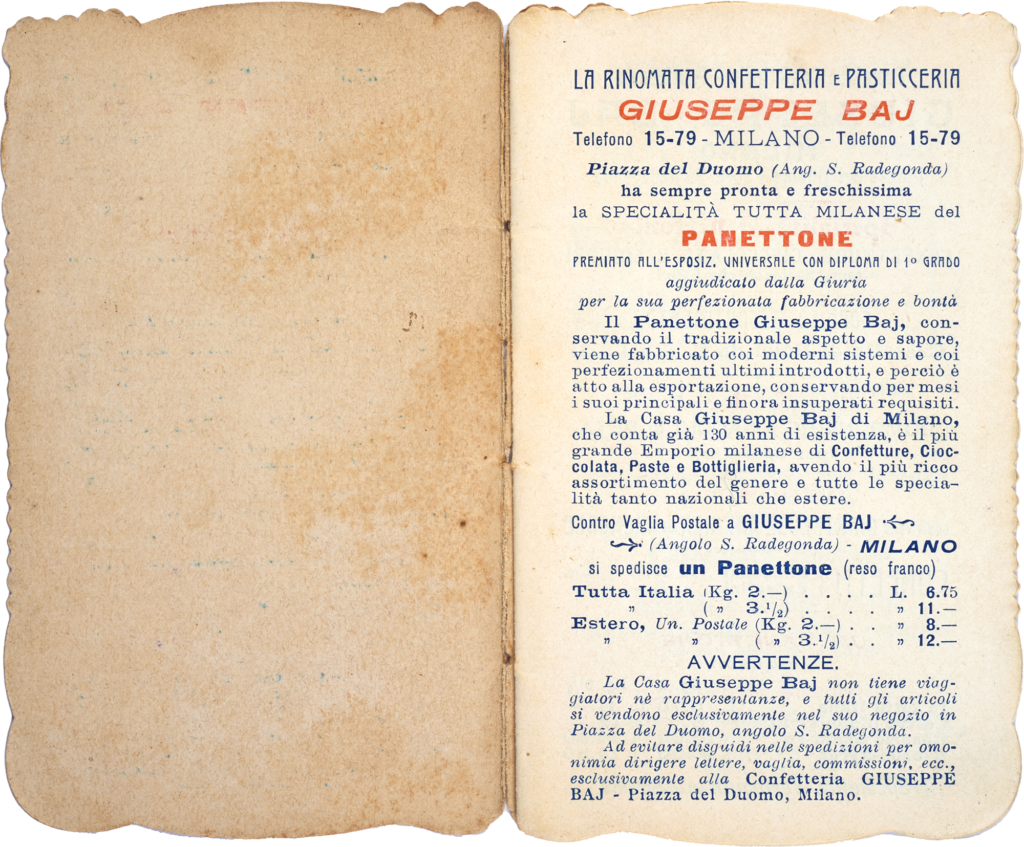 LA RINOMATA CONFETTERIA E PASTICCERIA
GIUSEPPE BAJ
Telefono 15-79 - MILANO - Telefono 15-79
Piazza del Duomo (Ang. S. Radegonda)
ha sempre pronta e freschissima
la SPECIALITÀ TUTTA MILANESE del
PANETTONE
PREMIATO ALL'ESPOSIZ. UNIVERSALE CON DIPLOMA DI 1º GRADO
aggiudicato dalla Giuria
per la sua perfezionata fabbricazione e bontà
Il Panettone Giuseppe Baj, con-
servando il tradizionale aspetto e sapore,
viene fabbricato coi moderni sistemi e coi
perfezionamenti ultimi introdotti, e perciò è
atto alla esportazione, conservando per mesi
i suoi principali e finora insuperati requisiti.
La Casa Giuseppe Baj di Milano,
che conta già 130 anni di esistenza, è il più
grande Emporio milanese di Confetture, Cioc-
colata, Paste e Bottiglieria, avendo il più ricco
assortimento del genere e tutte le specia-
lità tanto nazionali che estere.
Contro Vaglia Postale a GIUSEPPE BAJ
(Angolo S. Radegonda) - MILANO
si spedisce un Panettone (reso franco)
Tutta Italia (Kg. 2.—) . . . . L. 6.75
" ( " 3.1/2) . . . . " 11.—
Estero, Un. Postale (Kg. 2.—) . . " 8.—
" " ( " 3.1/2) . . " 12.—
AVVERTENZE.
La Casa Giuseppe Baj non tiene viag-
giatori nè rappresentanze, e tutti gli articoli
si vendono esclusivamente nel suo negozio in
Piazza del Duomo, angolo S. Radegonda.
Ad evitare disguidi nelle spedizioni per omo-
nimia dirigere lettere, vaglia, commissioni, ecc.,
esclusivamente alla Confetteria GIUSEPPE
BAJ - Piazza del Duomo, Milano.